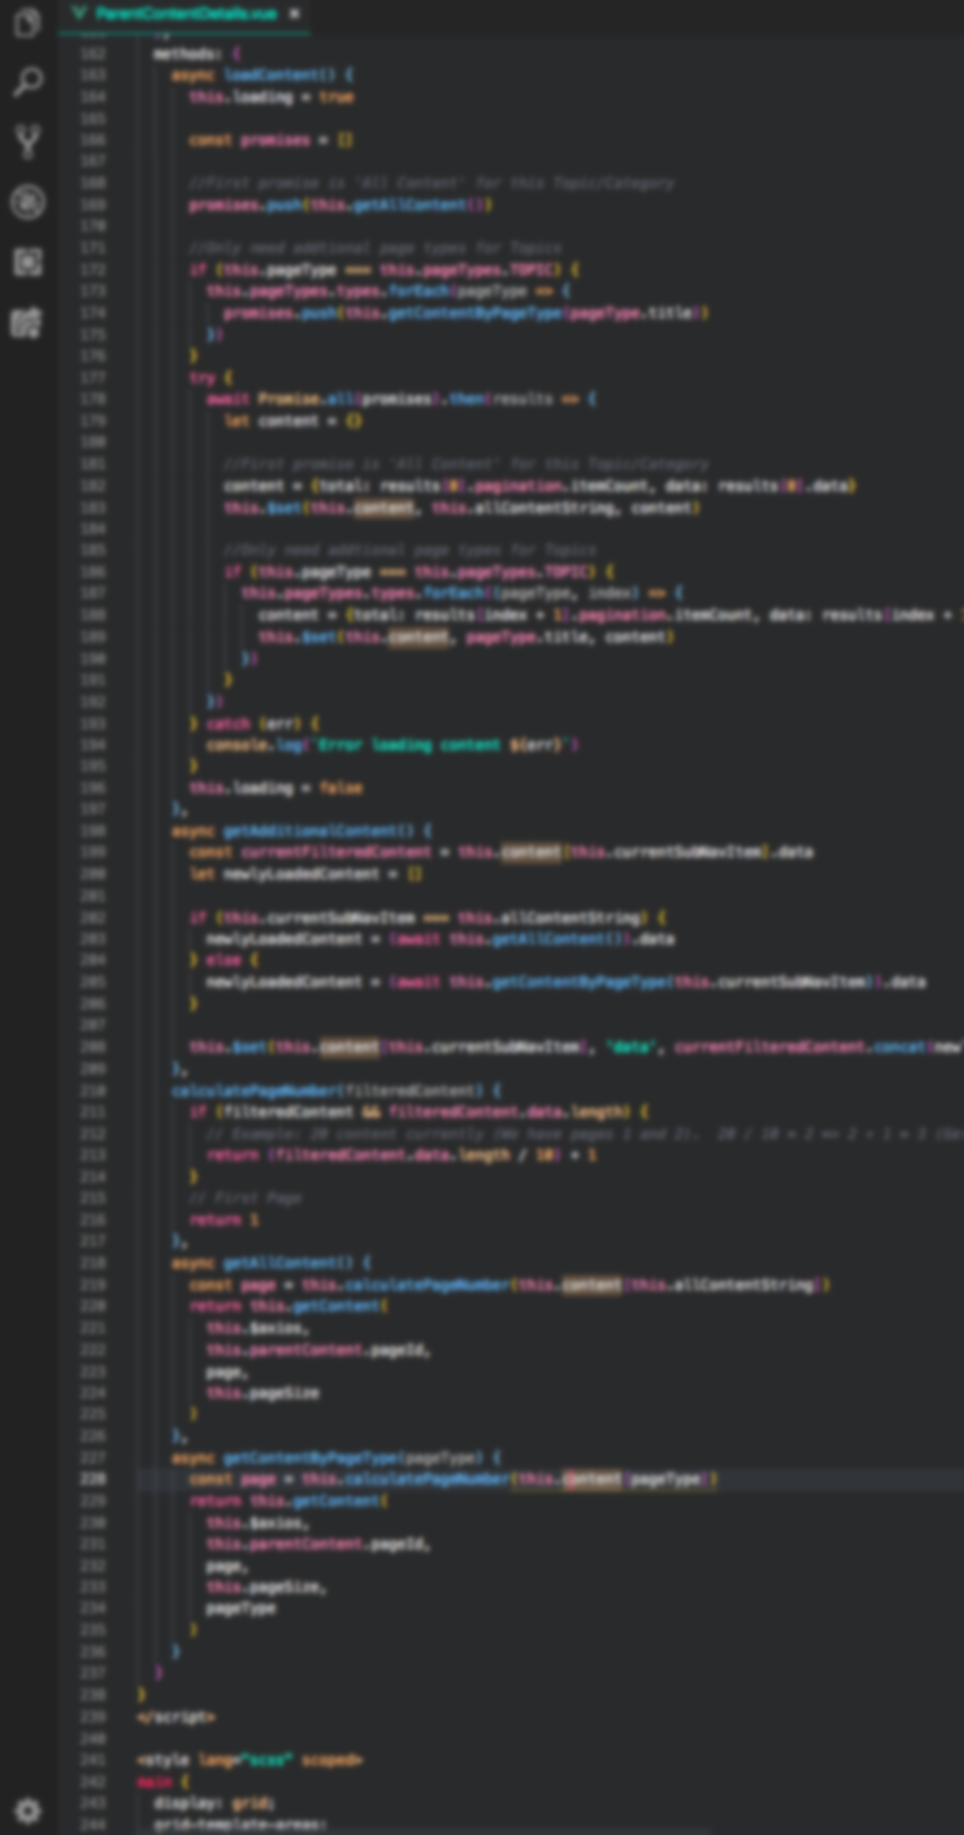 ParentContentDetails.vue ×
162 methods: {
163 async loadContent() {
164 this.loading = true
165
166 const promises = []
167
168 //First promise is 'All Content' for this Topic/Category
169 promises.push(this.getAllContent())
170
171 //Only need addtional page types for Topics
172 if (this.pageType === this.pageTypes.TOPIC) {
173 this.pageTypes.types.forEach(pageType => {
174 promises.push(this.getContentByPageType(pageType.title))
175 })
176 }
177 try {
178 await Promise.all(promises).then(results => {
179 let content = {}
180
181 //First promise is 'All Content' for this Topic/Category
182 content = {total: results[0].pagination.itemCount, data: results[0].data}
183 this.$set(this.content, this.allContentString, content)
184
185 //Only need addtional page types for Topics
186 if (this.pageType === this.pageTypes.TOPIC) {
187 this.pageTypes.types.forEach((pageType, index) => {
188 content = {total: results[index + 1].pagination.itemCount, data: results[index +
189 this.$set(this.content, pageType.title, content)
190 })
191 }
192 })
193 } catch (err) {
194 console.log(`Error loading content ${err}`)
195 }
196 this.loading = false
197 },
198 async getAdditionalContent() {
199 const currentFilteredContent = this.content[this.currentSubNavItem].data
200 let newlyLoadedContent = []
201
202 if (this.currentSubNavItem === this.allContentString) {
203 newlyLoadedContent = (await this.getAllContent()).data
204 } else {
205 newlyLoadedContent = (await this.getContentByPageType(this.currentSubNavItem)).data
206 }
207
208 this.$set(this.content[this.currentSubNavItem], 'data', currentFilteredContent.concat(new
209 },
210 calculatePageNumber(filteredContent) {
211 if (filteredContent && filteredContent.data.length) {
212 // Example: 20 content currently (We have pages 1 and 2). 20 / 10 = 2 => 2 + 1 = 3
213 return (filteredContent.data.length / 10) + 1
214 }
215 // First Page
216 return 1
217 },
218 async getAllContent() {
219 const page = this.calculatePageNumber(this.content[this.allContentString])
220 return this.getContent(
221 this.$axios,
222 this.parentContent.pageId,
223 page,
224 this.pageSize
225 )
226 },
227 async getContentByPageType(pageType) {
228 const page = this.calculatePageNumber(this.content[pageType])
229 return this.getContent(
230 this.$axios,
231 this.parentContent.pageId,
232 page,
233 this.pageSize,
234 pageType
235 )
236 }
237 }
238 }
239 </script>
240
241 <style lang="scss" scoped>
242 main {
243 display: grid;
244 grid-template-areas: